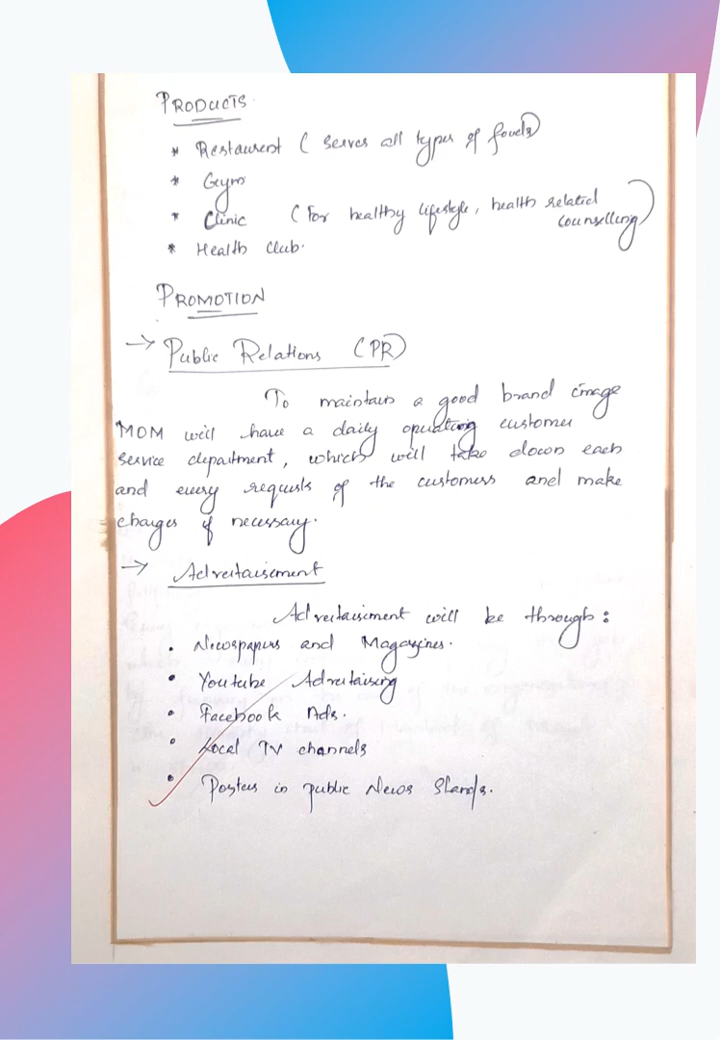 PRODUCTS.
* Restaurent ( serves all types of foods)
* Gym
* Clinic (For healthy lifestyle, health related
counselling)
* Health Club.
PROMOTION
→ Public Relations (PR)
To maintain a good brand image
MOM will have a daily operating customer
service department, which will take down each
and every requests of the customers and make
changes if necessary.
→ Advertaisement
Advertaisment will be through:
• Newspapers and Magazines.
• Youtube Advertaising
• Facebook Ads.
• Local TV channels
• Posters in public News Stands.